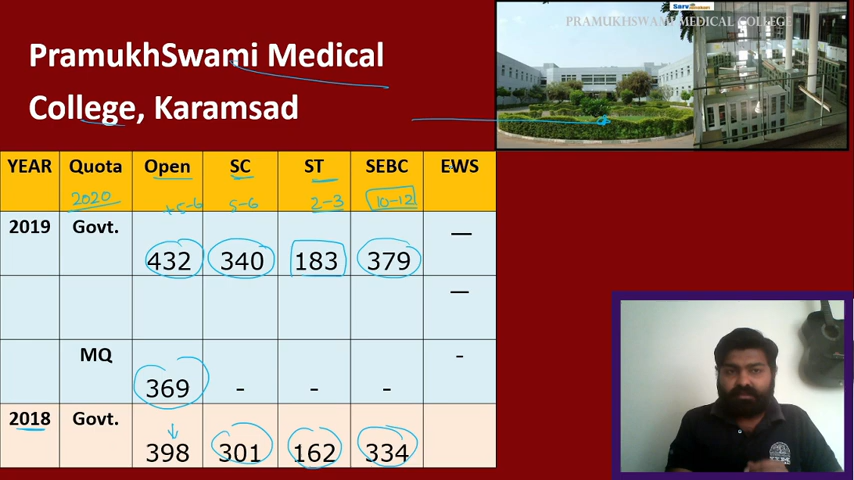 PramukhSwami Medical
College, Karamsad
PRAMUKHSWAMI MEDICAL COLLEGE
YEAR Quota Open SC ST SEBC EWS
2020 +5-6 5-6 2-3 10-12
2019 Govt. —
432 340 183 379
—
MQ -
369 - - -
2018 Govt.
398 301 162 334